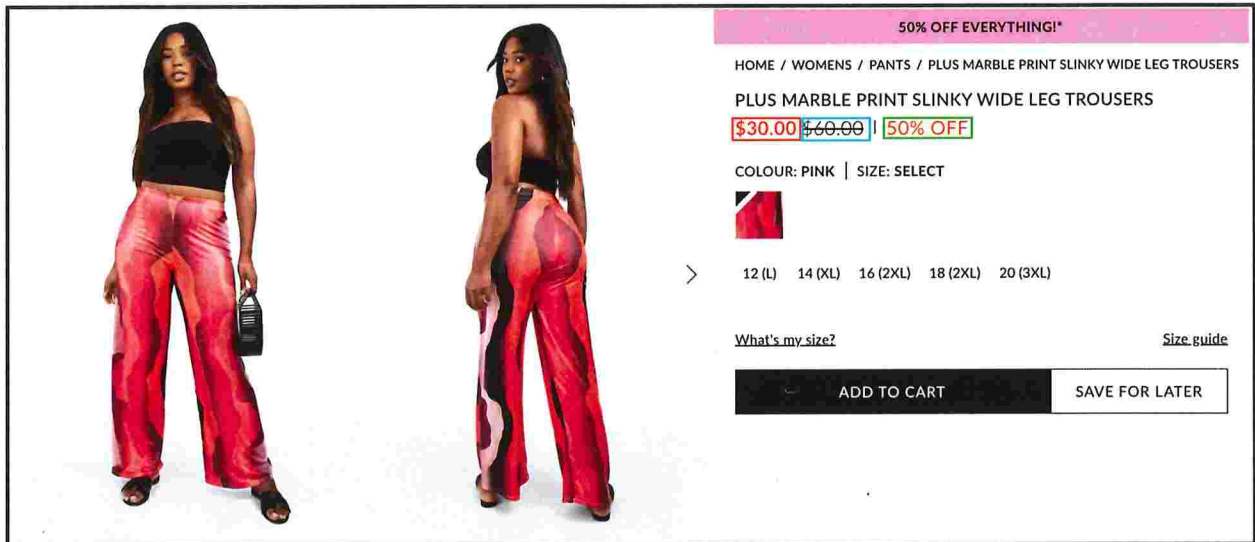 50% OFF EVERYTHING!*
HOME / WOMENS / PANTS / PLUS MARBLE PRINT SLINKY WIDE LEG TROUSERS
PLUS MARBLE PRINT SLINKY WIDE LEG TROUSERS
$30.00 $60.00 | 50% OFF
COLOUR: PINK | SIZE: SELECT
12 (L) 14 (XL) 16 (2XL) 18 (2XL) 20 (3XL)
What's my size? Size guide
ADD TO CART SAVE FOR LATER